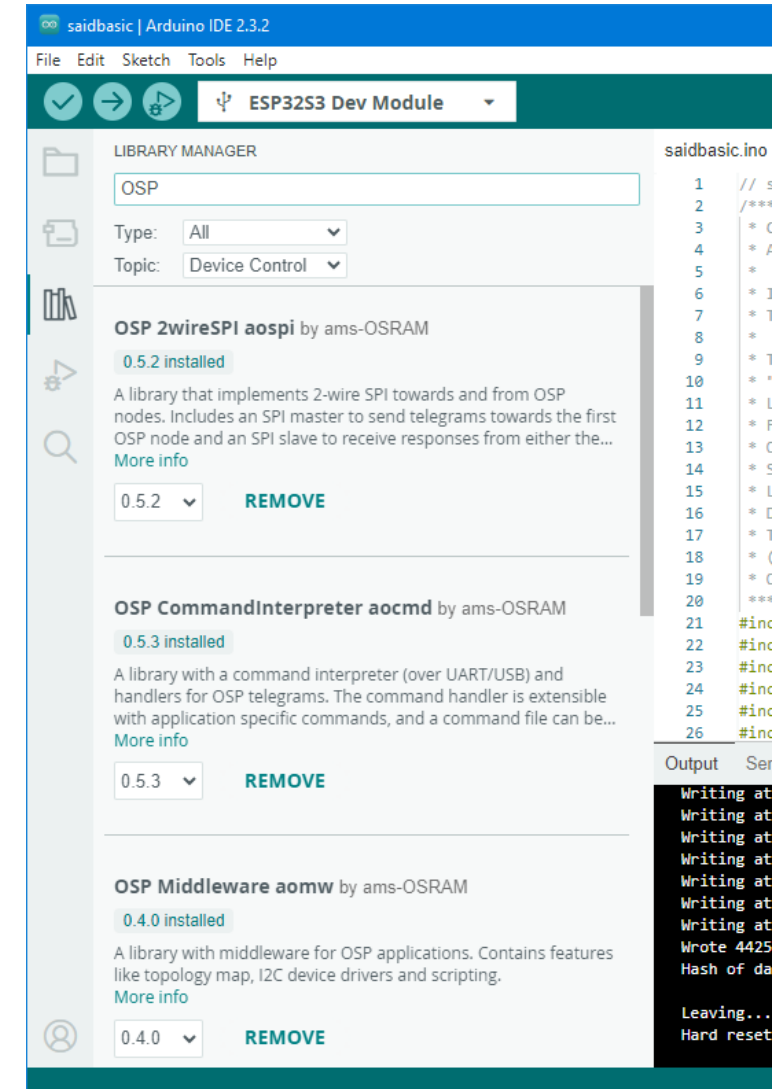 saidbasic | Arduino IDE 2.3.2
File Edit Sketch Tools Help
ESP32S3 Dev Module
LIBRARY MANAGER
OSP
Type: All
Topic: Device Control
OSP 2wireSPI aospi by ams-OSRAM
0.5.2 installed
A library that implements 2-wire SPI towards and from OSP
nodes. Includes an SPI master to send telegrams towards the first
OSP node and an SPI slave to receive responses from either the...
More info
0.5.2 REMOVE
OSP CommandInterpreter aocmd by ams-OSRAM
0.5.3 installed
A library with a command interpreter (over UART/USB) and
handlers for OSP telegrams. The command handler is extensible
with application specific commands, and a command file can be...
More info
0.5.3 REMOVE
OSP Middleware aomw by ams-OSRAM
0.4.0 installed
A library with middleware for OSP applications. Contains features
like topology map, I2C device drivers and scripting.
More info
0.4.0 REMOVE
saidbasic.ino
1 // s
2 /***
3 *
4 * A
5 *
6 * I
7 * T
8 *
9 * T
10 * "
11 * L
12 * F
13 *
14 * S
15 * L
16 * D
17 * T
18 * (
19 *
20 ***
21 #inc
22 #inc
23 #inc
24 #inc
25 #inc
26 #inc
Output Ser
Writing at
Writing at
Writing at
Writing at
Writing at
Writing at
Writing at
Wrote 4425
Hash of da
Leaving...
Hard reset